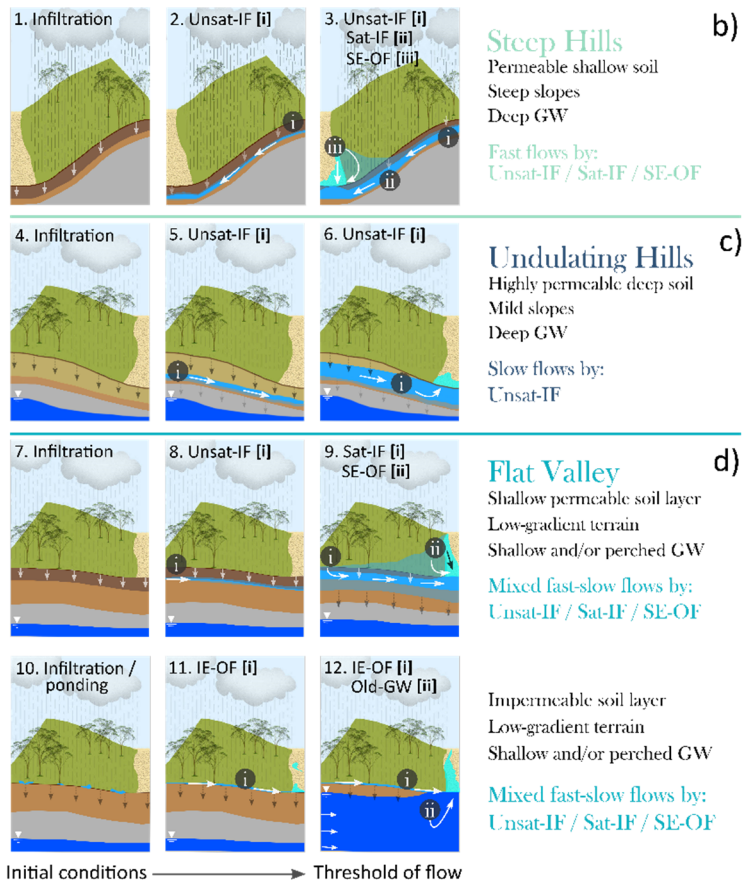 b)
1. Infiltration
2. Unsat-IF [i]
3. Unsat-IF [i]
Sat-IF [ii]
SE-OF [iii]
i
iii
ii
i
Steep Hills
Permeable shallow soil
Steep slopes
Deep GW
Fast flows by:
Unsat-IF / Sat-IF / SE-OF
c)
4. Infiltration
5. Unsat-IF [i]
6. Unsat-IF [i]
i
i
Undulating Hills
Highly permeable deep soil
Mild slopes
Deep GW
Slow flows by:
Unsat-IF
d)
7. Infiltration
8. Unsat-IF [i]
9. Sat-IF [i]
SE-OF [ii]
i
i
ii
Flat Valley
Shallow permeable soil layer
Low-gradient terrain
Shallow and/or perched GW
Mixed fast-slow flows by:
Unsat-IF / Sat-IF / SE-OF
10. Infiltration /
ponding
11. IE-OF [i]
12. IE-OF [i]
Old-GW [ii]
i
i
ii
Impermeable soil layer
Low-gradient terrain
Shallow and/or perched GW
Mixed fast-slow flows by:
Unsat-IF / Sat-IF / SE-OF
Initial conditions
Threshold of flow